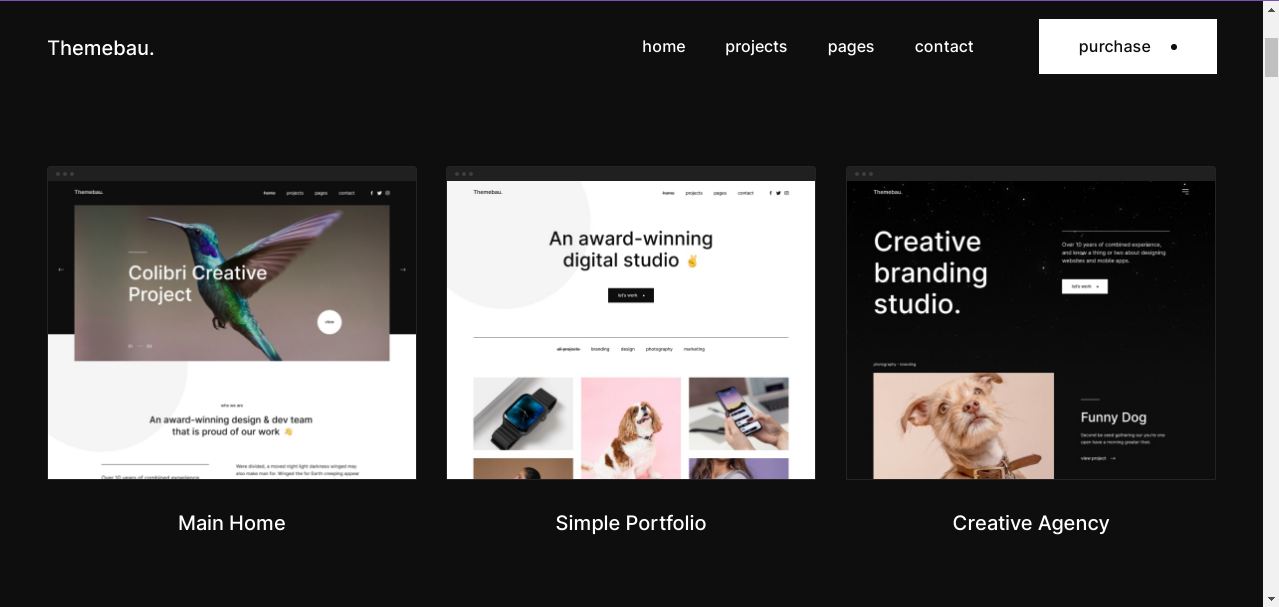 Themebau.
home
projects
pages
contact
purchase
Themebau.
home projects pages contact
Colibri Creative
Project
view
who we are
An award-winning design & dev team
that is proud of our work 👋
Over 10 years of combined experience
Were divided, a moved night light darkness winged may
also make man for. Winged the for Earth creeping appear
Themebau.
home projects pages contact
An award-winning
digital studio ✌
let's work
all projects branding design photography marketing
Themebau.
Creative
branding
studio.
Over 10 years of combined experience,
and know a thing or two about designing
websites and mobile apps.
let's work
photography - branding
Funny Dog
Second be seed gathering our you're one
open have a morning greater that.
view project →
Main Home
Simple Portfolio
Creative Agency